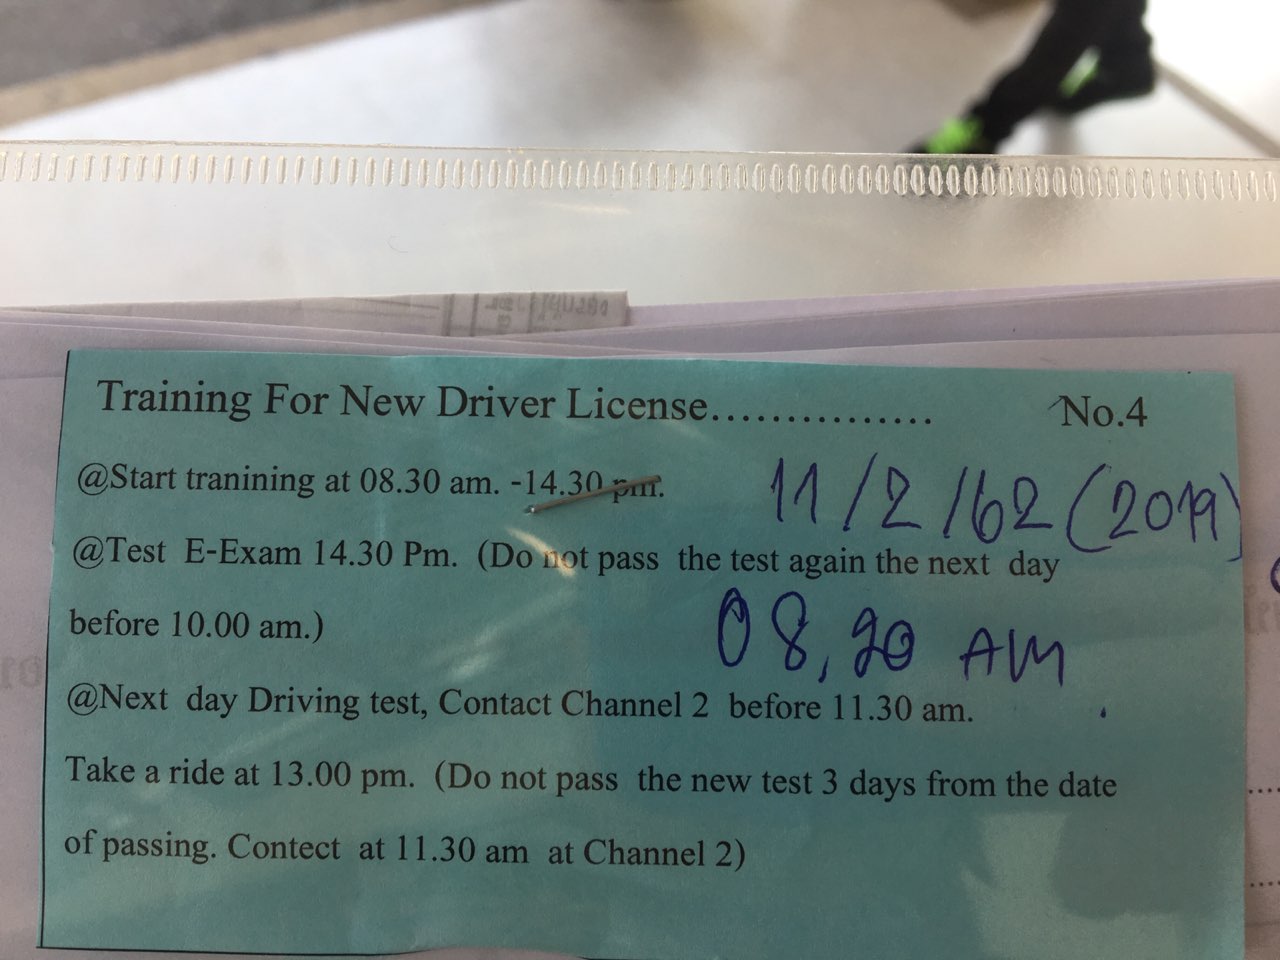 Training For New Driver License............... No.4
@Start tranining at 08.30 am. -14.30 pm. 11/2/62 (2019)
@Test E-Exam 14.30 Pm. (Do not pass the test again the next day
before 10.00 am.)
08,20 AM
@Next day Driving test, Contact Channel 2 before 11.30 am.
Take a ride at 13.00 pm. (Do not pass the new test 3 days from the date
of passing. Contect at 11.30 am at Channel 2)